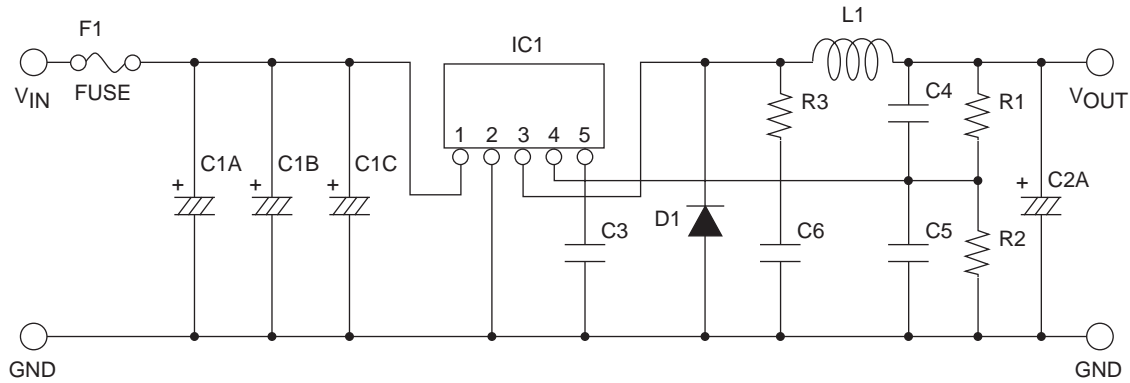 F1
IC1
L1
VIN
FUSE
R3
C4
R1
VOUT
1 2 3 4 5
C1A
C1B
C1C
C2A
+
+
+
+
D1
C3
C6
C5
R2
GND
GND